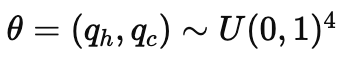 θ = (q_h, q_c) ∼ U(0, 1)^4